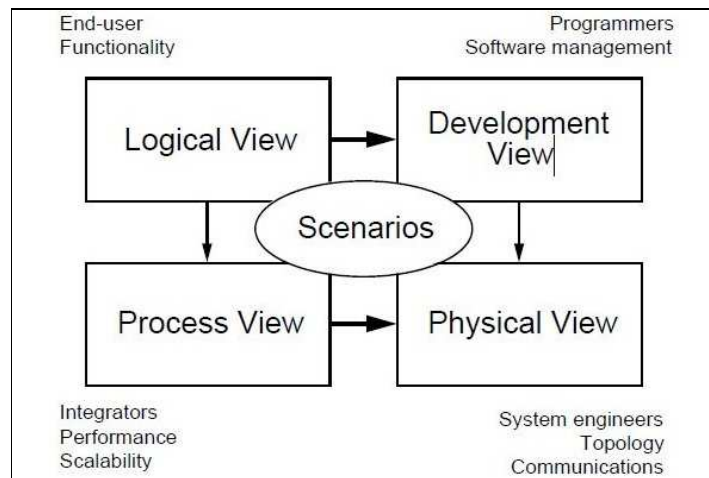 End-user
Functionality
Programmers
Software management
Logical View
Development
View
Scenarios
Process View
Physical View
Integrators
Performance
Scalability
System engineers
Topology
Communications